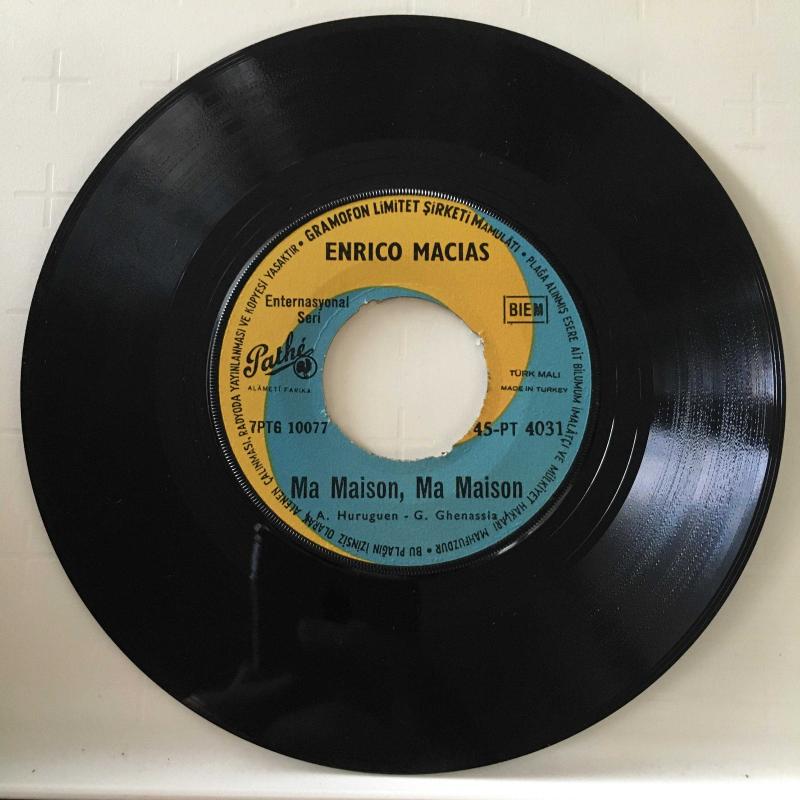 GRAMOFON LİMİTET ŞİRKETİ MAMULÂTI • PLAĞA ALINMIŞ ESERE AİT BİLUMUM İMALÂTÇI VE MÜLKİYET HAKLARI MAHFUZDUR • BU PLAĞIN İZİNSİZ OLARAK ALENEN ÇALINMASI, RADYODA YAYINLANMASI VE KOPYESİ YASAKTIR •
ENRICO MACIAS
Enternasyonal
Seri
BIEM
Pathé
ALÂMETİ FARİKA
TÜRK MALI
MADE IN TURKEY
7PTG 10077
45-PT 4031
Ma Maison, Ma Maison
A. Huruguen - G. Ghenassia